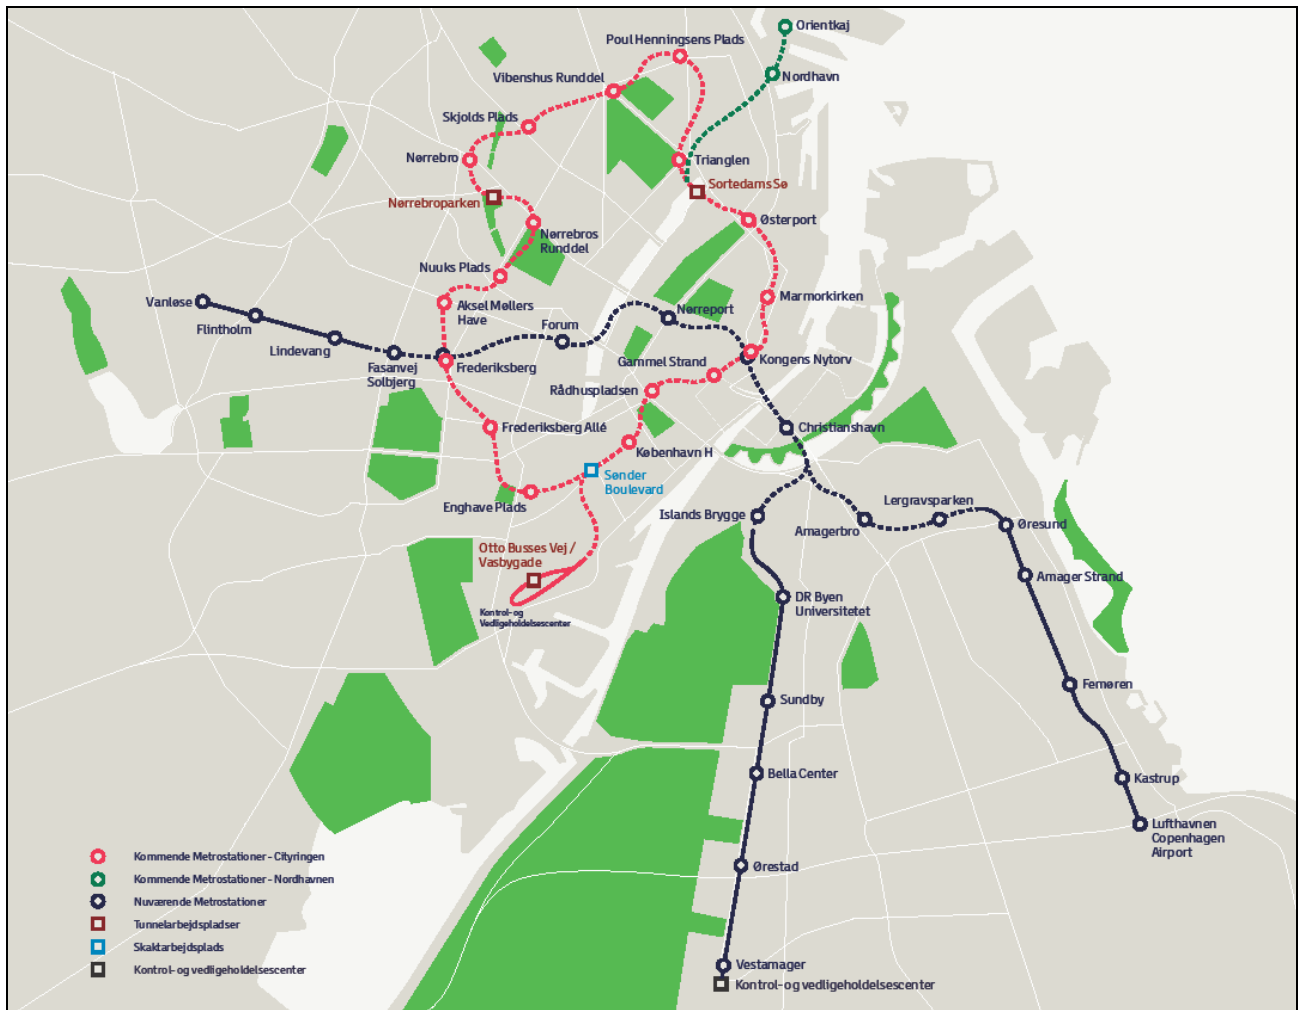 Orientkaj
Poul Henningsens Plads
Nordhavn
Vibenshus Runddel
Skjolds Plads
Nørrebro
Trianglen
Sortedams Sø
Nørrebroparken
Østerport
Nørrebros
Runddel
Nuuks Plads
Vanløse
Aksel Møllers
Have
Marmorkirken
Flintholm
Nørreport
Forum
Lindevang
Kongens Nytorv
Gammel Strand
Fasanvej
Solbjerg
Frederiksberg
Rådhuspladsen
Frederiksberg Allé
Christianshavn
København H
Sønder
Boulevard
Enghave Plads
Lergravsparken
Islands Brygge
Amagerbro
Øresund
Otto Busses Vej /
Vasbygade
Amager Strand
DR Byen
Universitetet
Kontrol- og
Vedligeholdelsescenter
Femøren
Sundby
Bella Center
Kastrup
Lufthavnen
Copenhagen
Airport
Ørestad
Vestamager
Kontrol- og vedligeholdelsescenter
Kommende Metrostationer - Cityringen
Kommende Metrostationer - Nordhavnen
Nuværende Metrostationer
Tunnelarbejdspladser
Skaktarbejdsplads
Kontrol- og vedligeholdelsescenter